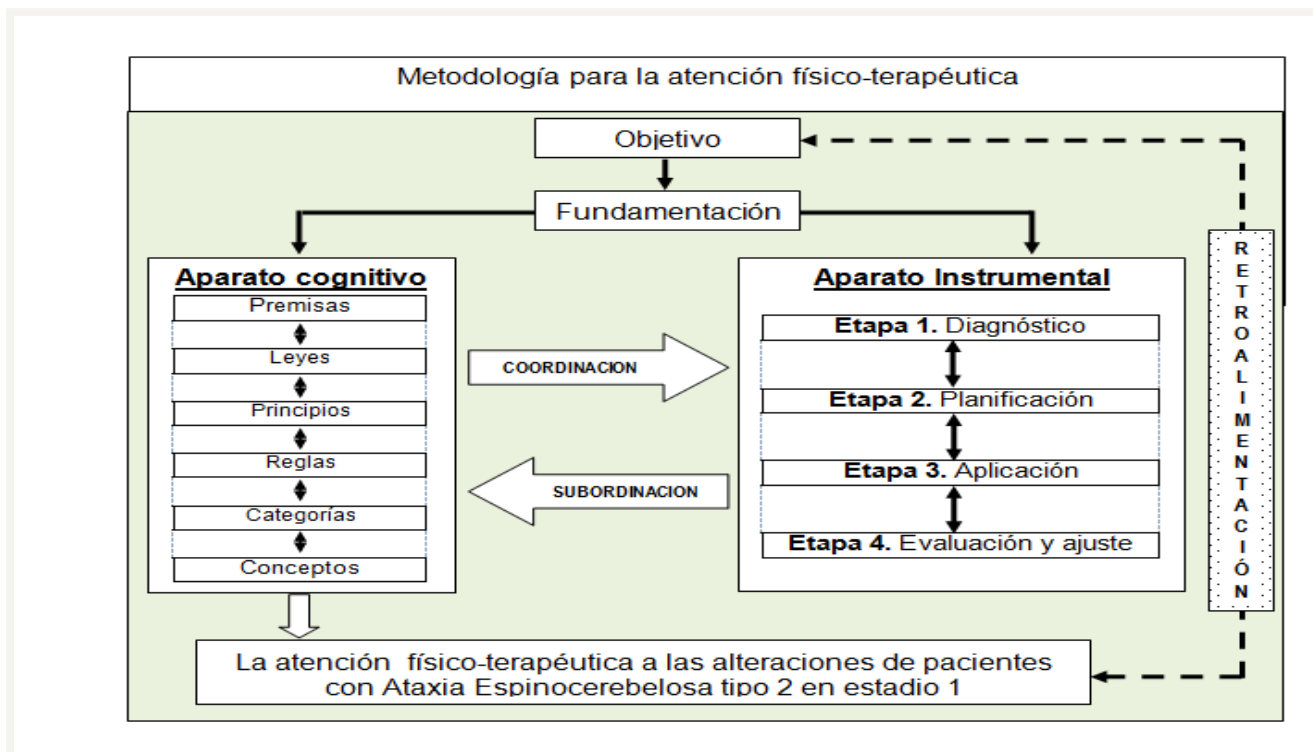 Metodología para la atención físico-terapéutica
Objetivo
Fundamentación
Aparato cognitivo
Premisas
Leyes
Principios
Reglas
Categorías
Conceptos
COORDINACION
SUBORDINACION
Aparato Instrumental
Etapa 1. Diagnóstico
Etapa 2. Planificación
Etapa 3. Aplicación
Etapa 4. Evaluación y ajuste
RETROALIMENTACIÓN
La atención físico-terapéutica a las alteraciones de pacientes
con Ataxia Espinocerebelosa tipo 2 en estadio 1